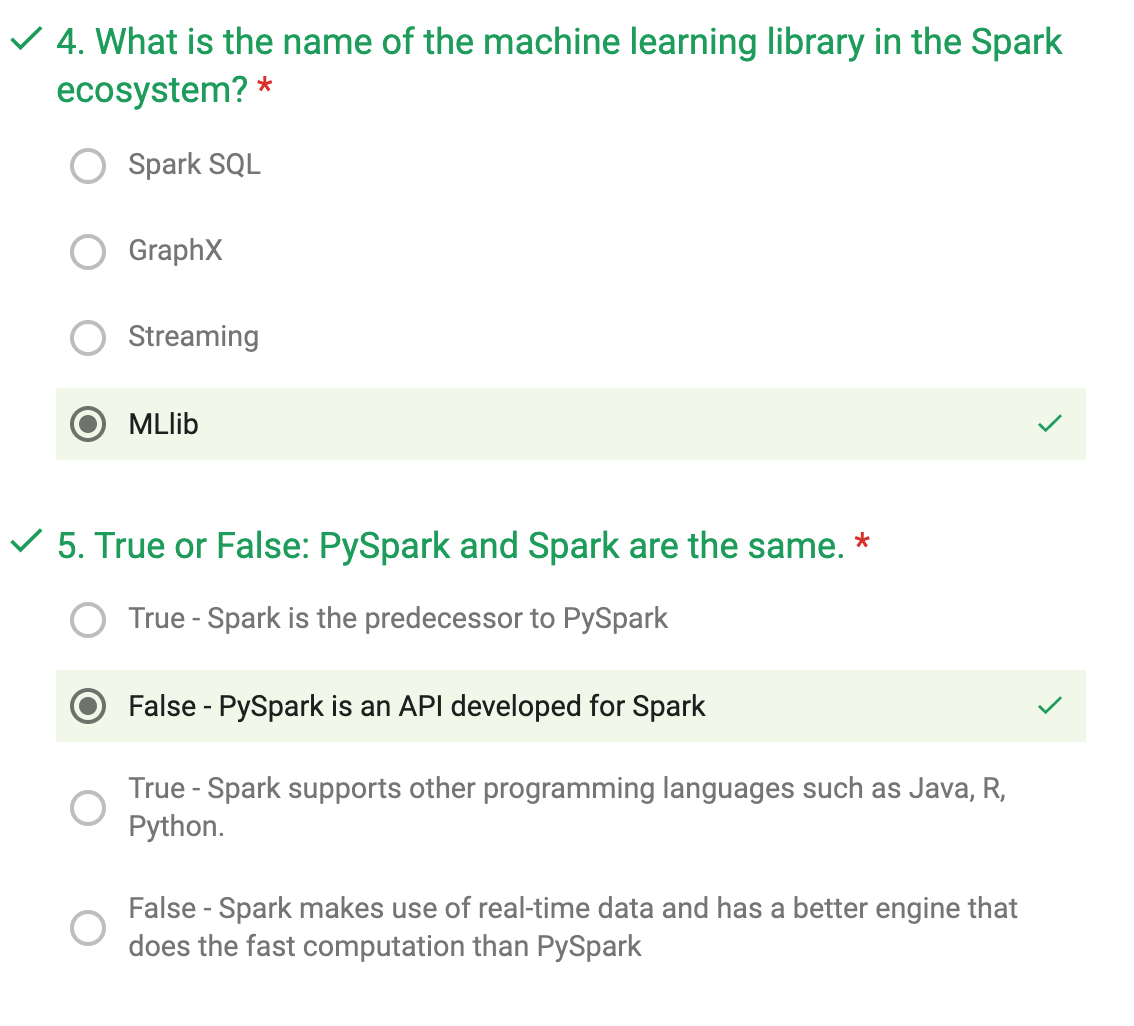 4. What is the name of the machine learning library in the Spark
ecosystem? *
Spark SQL
GraphX
Streaming
MLlib
5. True or False: PySpark and Spark are the same. *
True - Spark is the predecessor to PySpark
False - PySpark is an API developed for Spark
True - Spark supports other programming languages such as Java, R,
Python.
False - Spark makes use of real-time data and has a better engine that
does the fast computation than PySpark